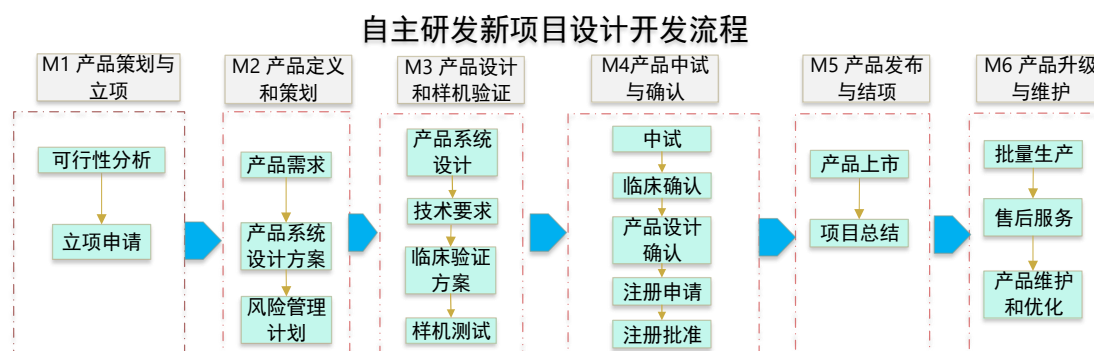 自主研发新项目设计开发流程
M1 产品策划与
立项
可行性分析
立项申请
M2 产品定义
和策划
产品需求
产品系统
设计方案
风险管理
计划
M3 产品设计
和样机验证
产品系统
设计
技术要求
临床验证
方案
样机测试
M4产品中试
与确认
中试
临床确认
产品设计
确认
注册申请
注册批准
M5 产品发布
与结项
产品上市
项目总结
M6 产品升级
与维护
批量生产
售后服务
产品维护
和优化